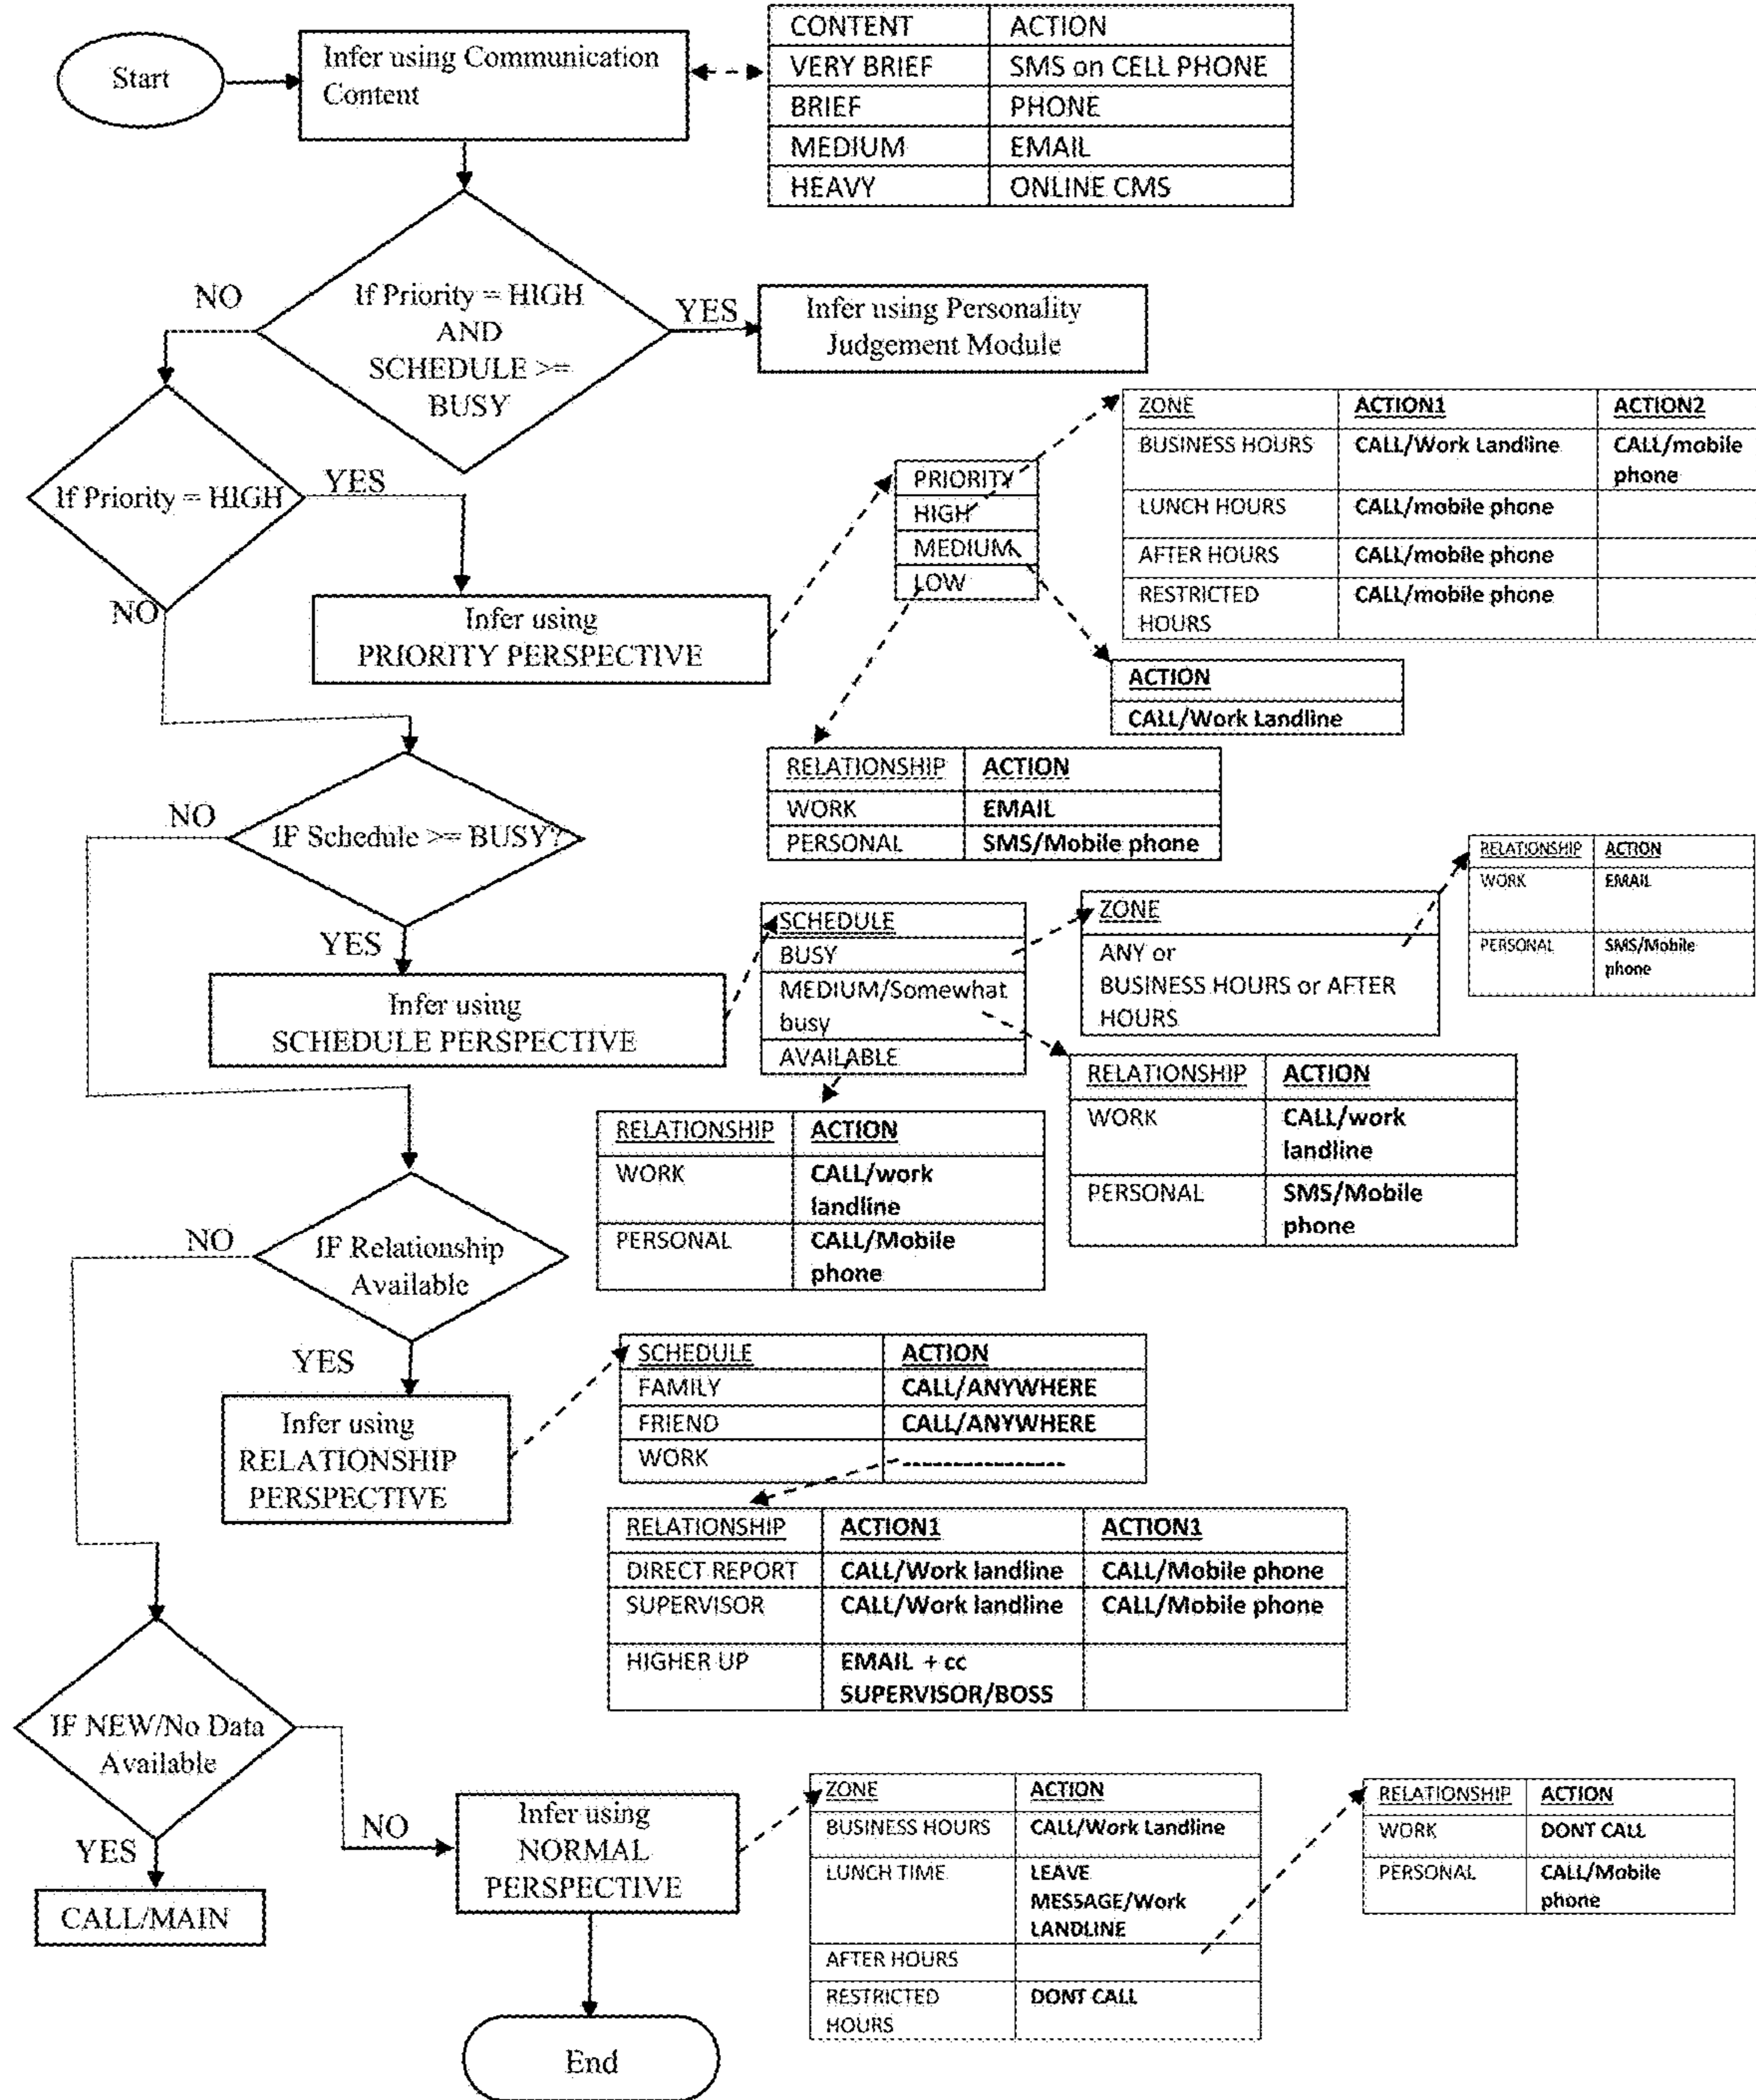 Start
Infer using Communication
Content
CONTENT ACTION
VERY BRIEF SMS on CELL PHONE
BRIEF PHONE
MEDIUM EMAIL
HEAVY ONLINE CMS
If Priority = HIGH
AND
SCHEDULE >=
BUSY
NO
YES
Infer using Personality
Judgement Module
If Priority = HIGH
YES
NO
Infer using
PRIORITY PERSPECTIVE
PRIORITY
HIGH
MEDIUM
LOW
ZONE ACTION1 ACTION2
BUSINESS HOURS CALL/Work Landline CALL/mobile
phone
LUNCH HOURS CALL/mobile phone
AFTER HOURS CALL/mobile phone
RESTRICTED CALL/mobile phone
HOURS
ACTION
CALL/Work Landline
RELATIONSHIP ACTION
WORK EMAIL
PERSONAL SMS/Mobile phone
NO
IF Schedule >= BUSY?
YES
Infer using
SCHEDULE PERSPECTIVE
SCHEDULE
BUSY
MEDIUM/Somewhat
busy
AVAILABLE
ZONE
ANY or
BUSINESS HOURS or AFTER
HOURS
RELATIONSHIP ACTION
WORK EMAIL
PERSONAL SMS/Mobile
phone
RELATIONSHIP ACTION
WORK CALL/work
landline
PERSONAL SMS/Mobile
phone
RELATIONSHIP ACTION
WORK CALL/work
landline
PERSONAL CALL/Mobile
phone
NO
IF Relationship
Available
YES
Infer using
RELATIONSHIP
PERSPECTIVE
SCHEDULE ACTION
FAMILY CALL/ANYWHERE
FRIEND CALL/ANYWHERE
WORK ----------------
RELATIONSHIP ACTION1 ACTION1
DIRECT REPORT CALL/Work landline CALL/Mobile phone
SUPERVISOR CALL/Work landline CALL/Mobile phone
HIGHER UP EMAIL + cc
SUPERVISOR/BOSS
IF NEW/No Data
Available
YES
CALL/MAIN
NO
Infer using
NORMAL
PERSPECTIVE
ZONE ACTION
BUSINESS HOURS CALL/Work Landline
LUNCH TIME LEAVE
MESSAGE/Work
LANDLINE
AFTER HOURS
RESTRICTED DONT CALL
HOURS
RELATIONSHIP ACTION
WORK DONT CALL
PERSONAL CALL/Mobile
phone
End